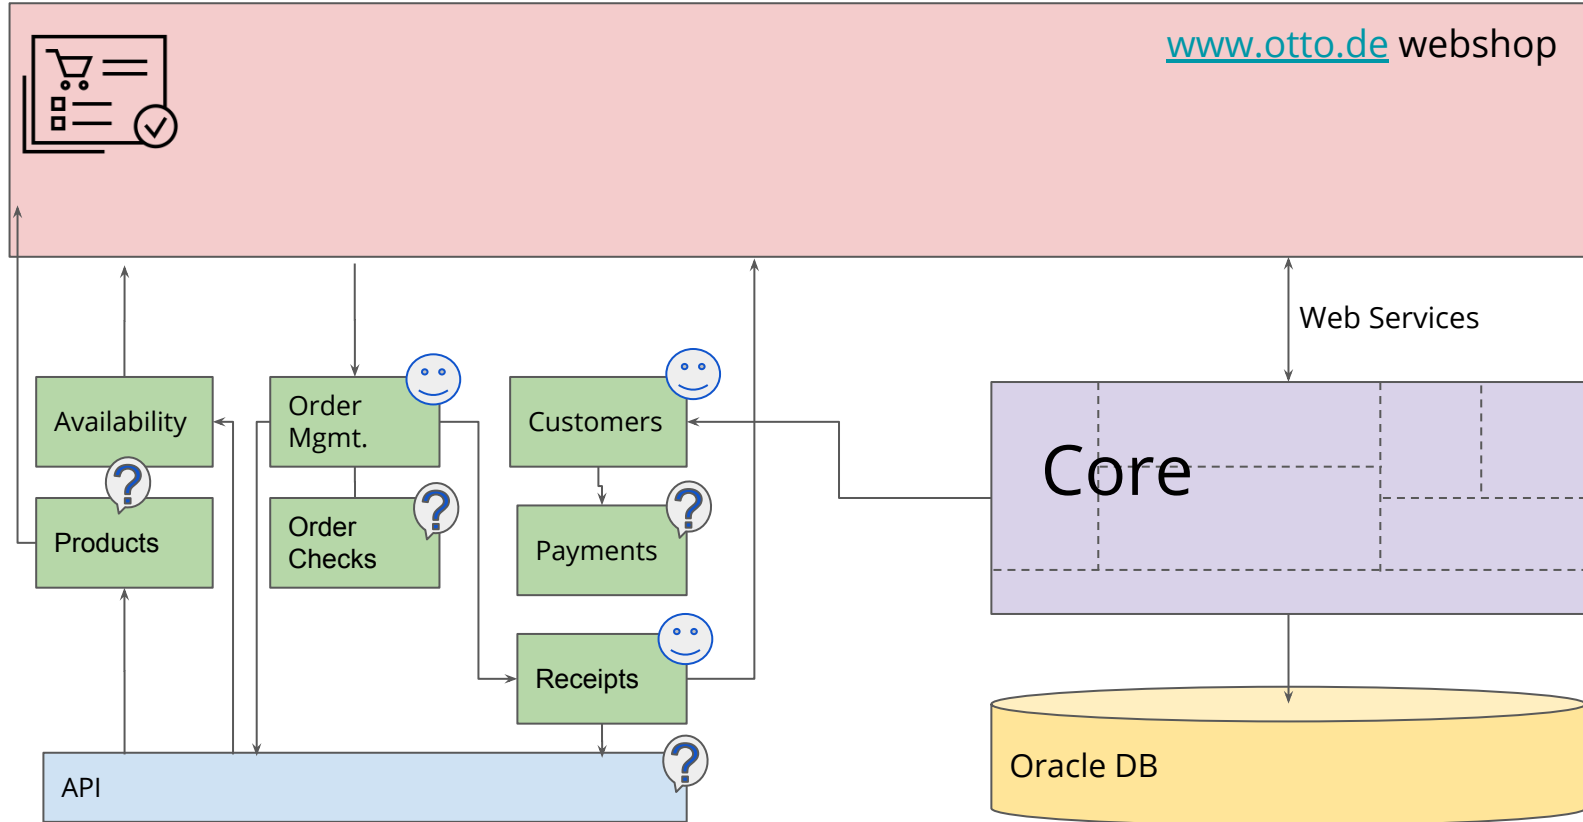 www.otto.de webshop
Web Services
Availability
Order
Mgmt.
Customers
Core
?
?
?
Products
Order
Checks
Payments
Receipts
?
API
Oracle DB